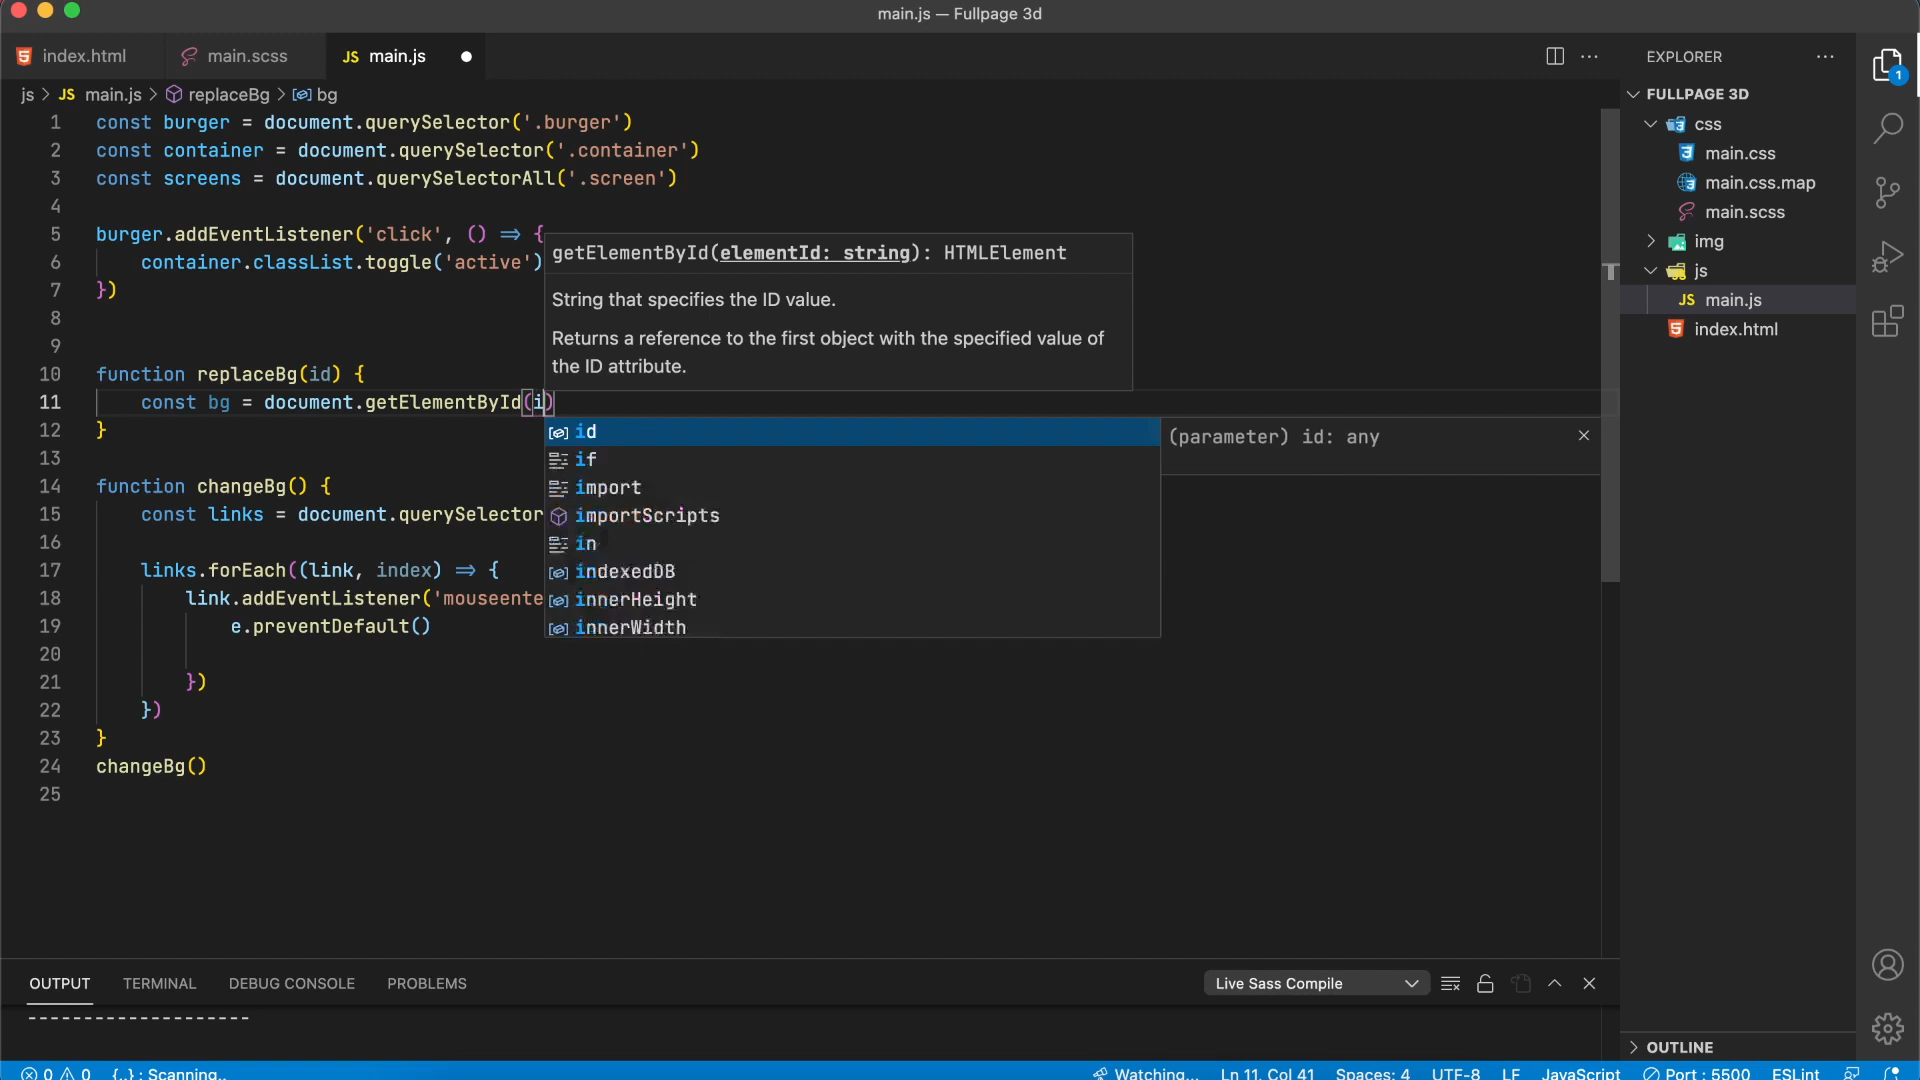 main.js — Fullpage 3d
index.html
main.scss
JS main.js
js > JS main.js > replaceBg > bg
1 const burger = document.querySelector('.burger')
2 const container = document.querySelector('.container')
3 const screens = document.querySelectorAll('.screen')
4
5 burger.addEventListener('click', () => {
6 container.classList.toggle('active')
7 })
8
9
10 function replaceBg(id) {
11 const bg = document.getElementById(i)
12 }
13
14 function changeBg() {
15 const links = document.querySelector
16
17 links.forEach((link, index) => {
18 link.addEventListener('mouseente
19 e.preventDefault()
20
21 })
22 })
23 }
24 changeBg()
25
getElementById(elementId: string): HTMLElement
String that specifies the ID value.
Returns a reference to the first object with the specified value of
the ID attribute.
id
if
import
importScripts
in
indexedDB
innerHeight
innerWidth
(parameter) id: any
EXPLORER
FULLPAGE 3D
css
main.css
main.css.map
main.scss
img
js
JS main.js
index.html
OUTLINE
1
OUTPUT TERMINAL DEBUG CONSOLE PROBLEMS
Live Sass Compile
--------------------
0 0 {..} : Scanning.. Watching... Ln 11, Col 41 Spaces: 4 UTF-8 LF JavaScript Port : 5500 ESLint